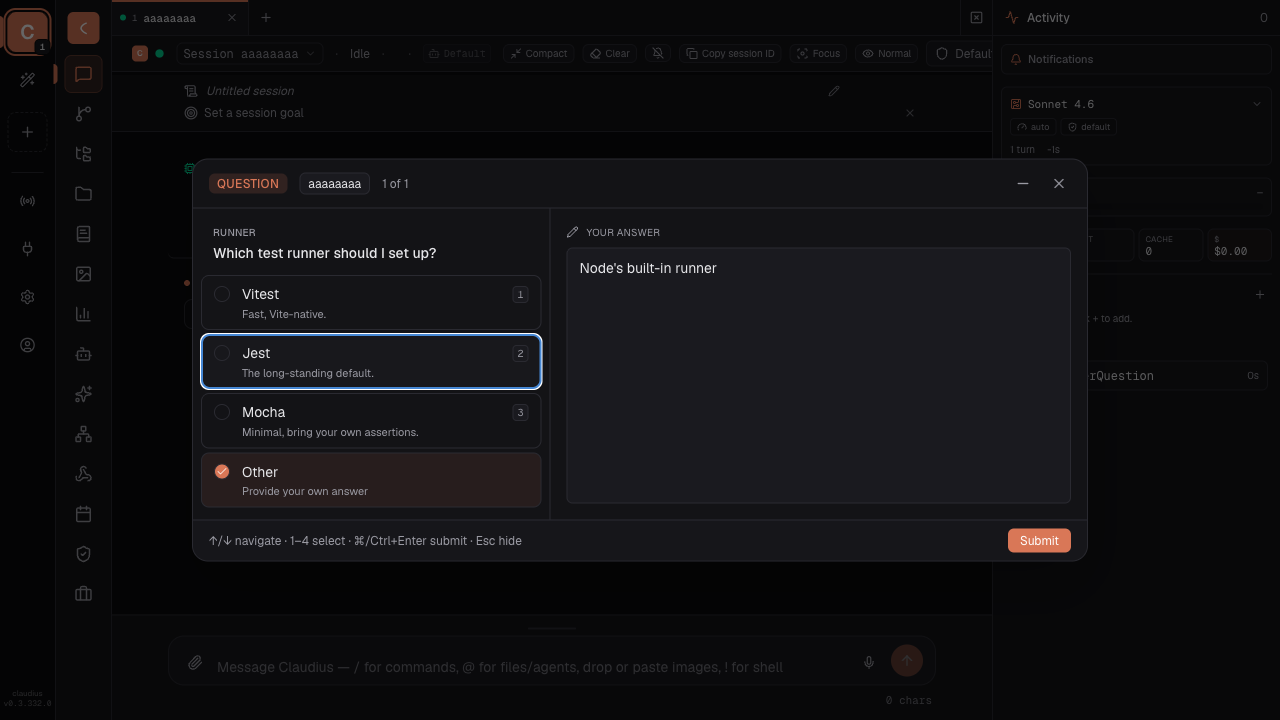 C
1
1 aaaaaaaa
Activity
0
C
Session aaaaaaaa
· Idle · ·
Default
Compact
Clear
Copy session ID
Focus
Normal
Defaul
Notifications
Untitled session
Set a session goal
Sonnet 4.6
auto
default
1 turn
QUESTION
aaaaaaaa
1 of 1
RUNNER
Which test runner should I set up?
Vitest
1
Fast, Vite-native.
Jest
2
The long-standing default.
Mocha
3
Minimal, bring your own assertions.
Other
Provide your own answer
YOUR ANSWER
Node's built-in runner
↑/↓ navigate · 1–4 select · ⌘/Ctrl+Enter submit · Esc hide
Submit
T
CACHE
0
$
$0.00
+ to add.
rQuestion
0s
Message Claudius — / for commands, @ for files/agents, drop or paste images, ! for shell
0 chars
claudius